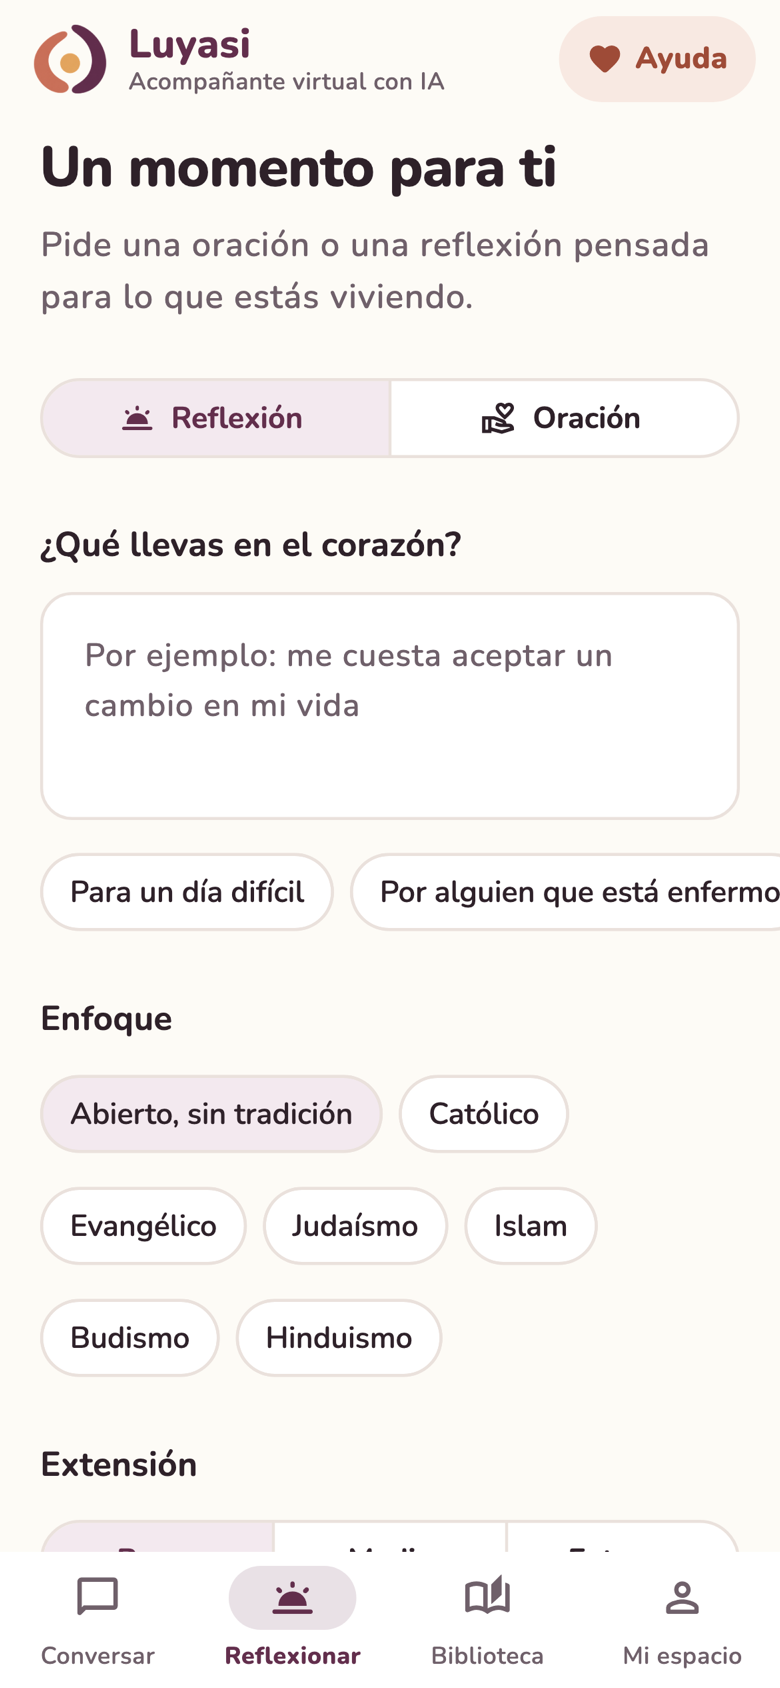 Luyasi
Acompañante virtual con IA
Ayuda
Un momento para ti
Pide una oración o una reflexión pensada
para lo que estás viviendo.
Reflexión
Oración
¿Qué llevas en el corazón?
Por ejemplo: me cuesta aceptar un
cambio en mi vida
Para un día difícil
Por alguien que está enfermo
Enfoque
Abierto, sin tradición
Católico
Evangélico
Judaísmo
Islam
Budismo
Hinduismo
Extensión
Conversar
Reflexionar
Biblioteca
Mi espacio